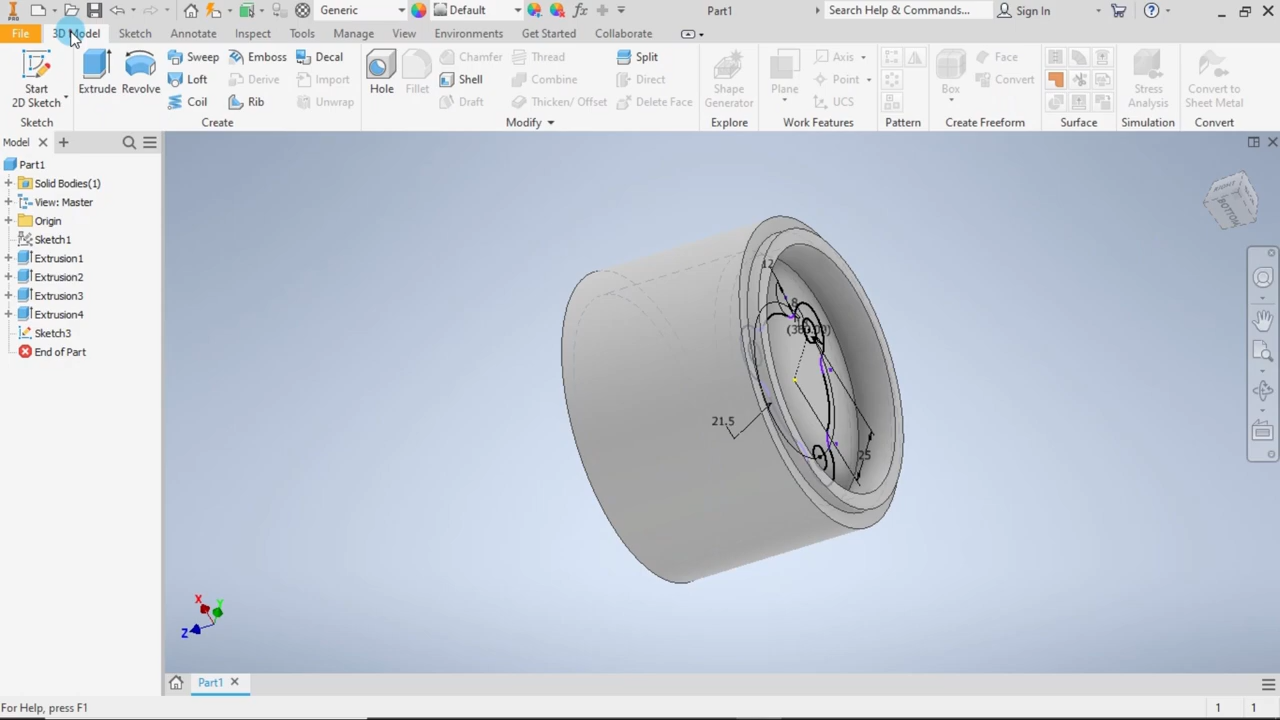 PRO
Generic
Default
fx
Part1
Search Help & Commands...
Sign In
File
3D Model
Sketch
Annotate
Inspect
Tools
Manage
View
Environments
Get Started
Collaborate
Start
2D Sketch
Extrude
Revolve
Sweep
Loft
Coil
Emboss
Derive
Rib
Decal
Import
Unwrap
Hole
Fillet
Chamfer
Shell
Draft
Thread
Combine
Thicken/ Offset
Split
Direct
Delete Face
Shape
Generator
Plane
Axis
Point
UCS
Box
Face
Convert
Stress
Analysis
Convert to
Sheet Metal
Sketch
Create
Modify
Explore
Work Features
Pattern
Create Freeform
Surface
Simulation
Convert
Model
Part1
Solid Bodies(1)
View: Master
Origin
Sketch1
Extrusion1
Extrusion2
Extrusion3
Extrusion4
Sketch3
End of Part
12
8
21.5
25
BOTTOM
X
Y
Z
Part1
For Help, press F1
1
1